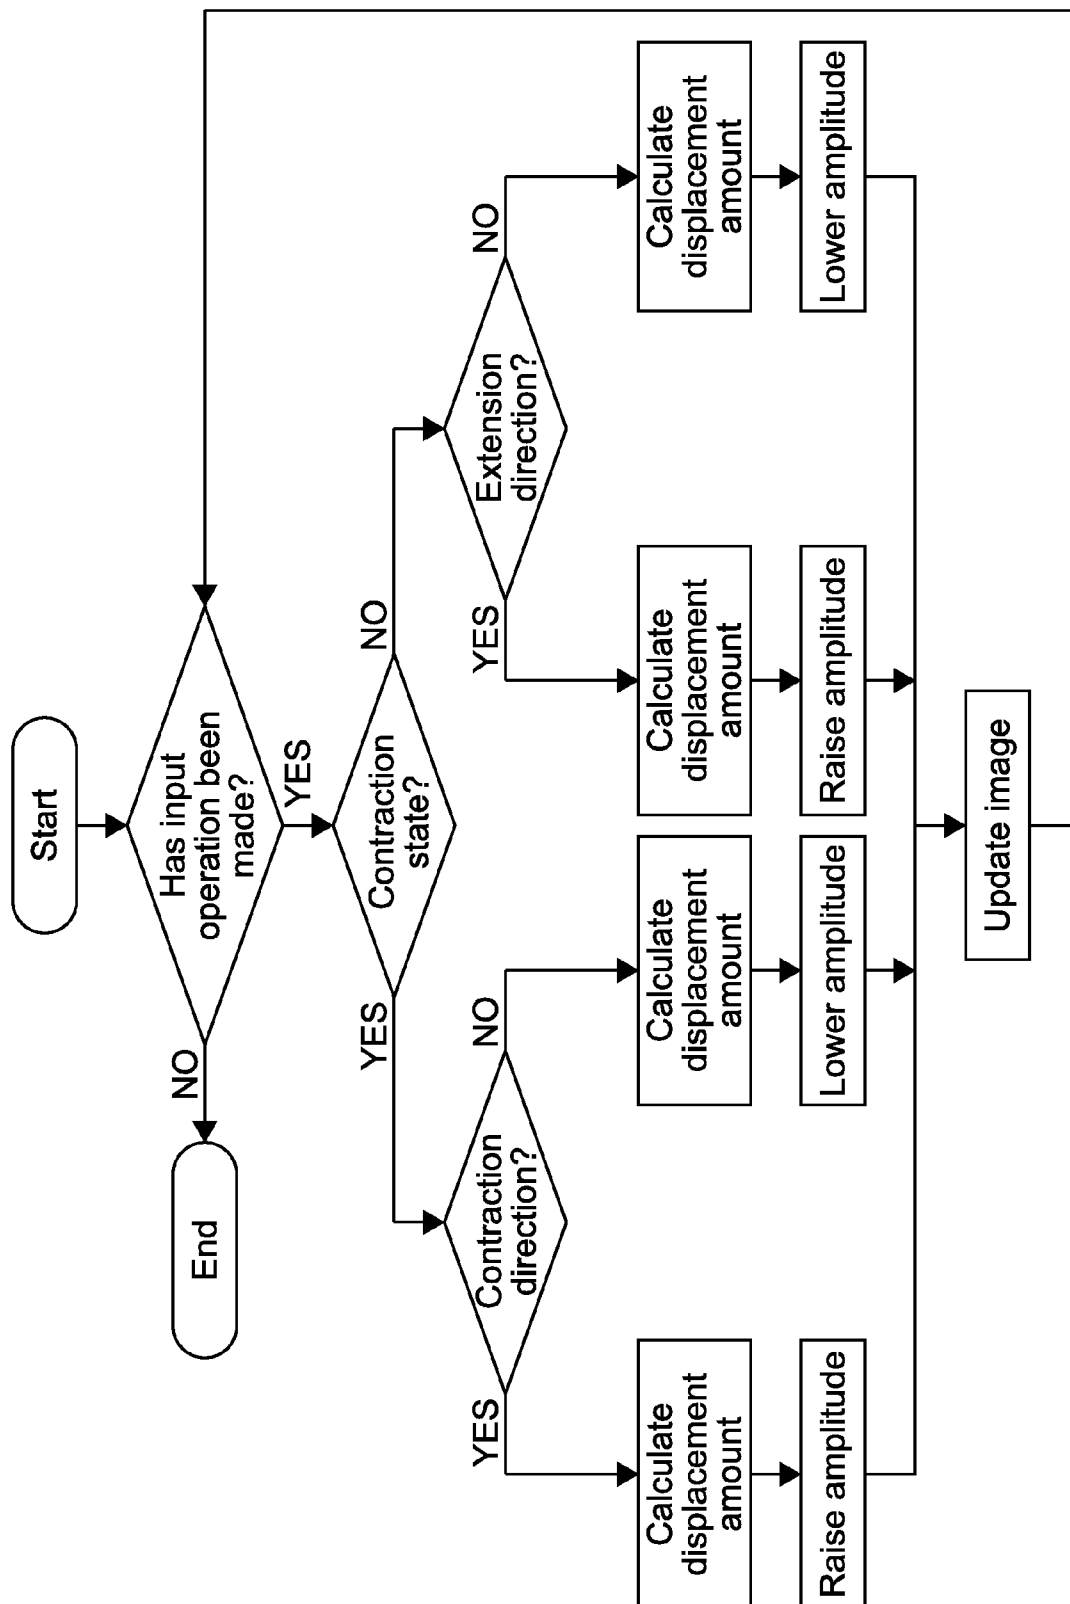 Start
Has input
operation been
made?
NO
YES
End
Contraction
state?
YES
NO
Contraction
direction?
YES
NO
Extension
direction?
YES
NO
Calculate
displacement
amount
Calculate
displacement
amount
Calculate
displacement
amount
Calculate
displacement
amount
Raise amplitude
Lower amplitude
Raise amplitude
Lower amplitude
Update image